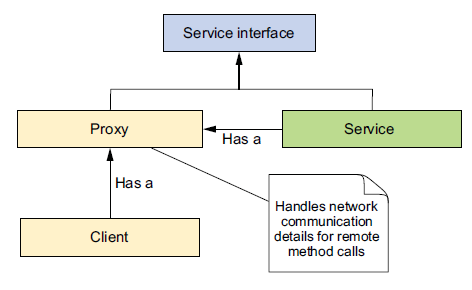 Service interface
Proxy
Has a
Service
Has a
Client
Handles network
communication
details for remote
method calls